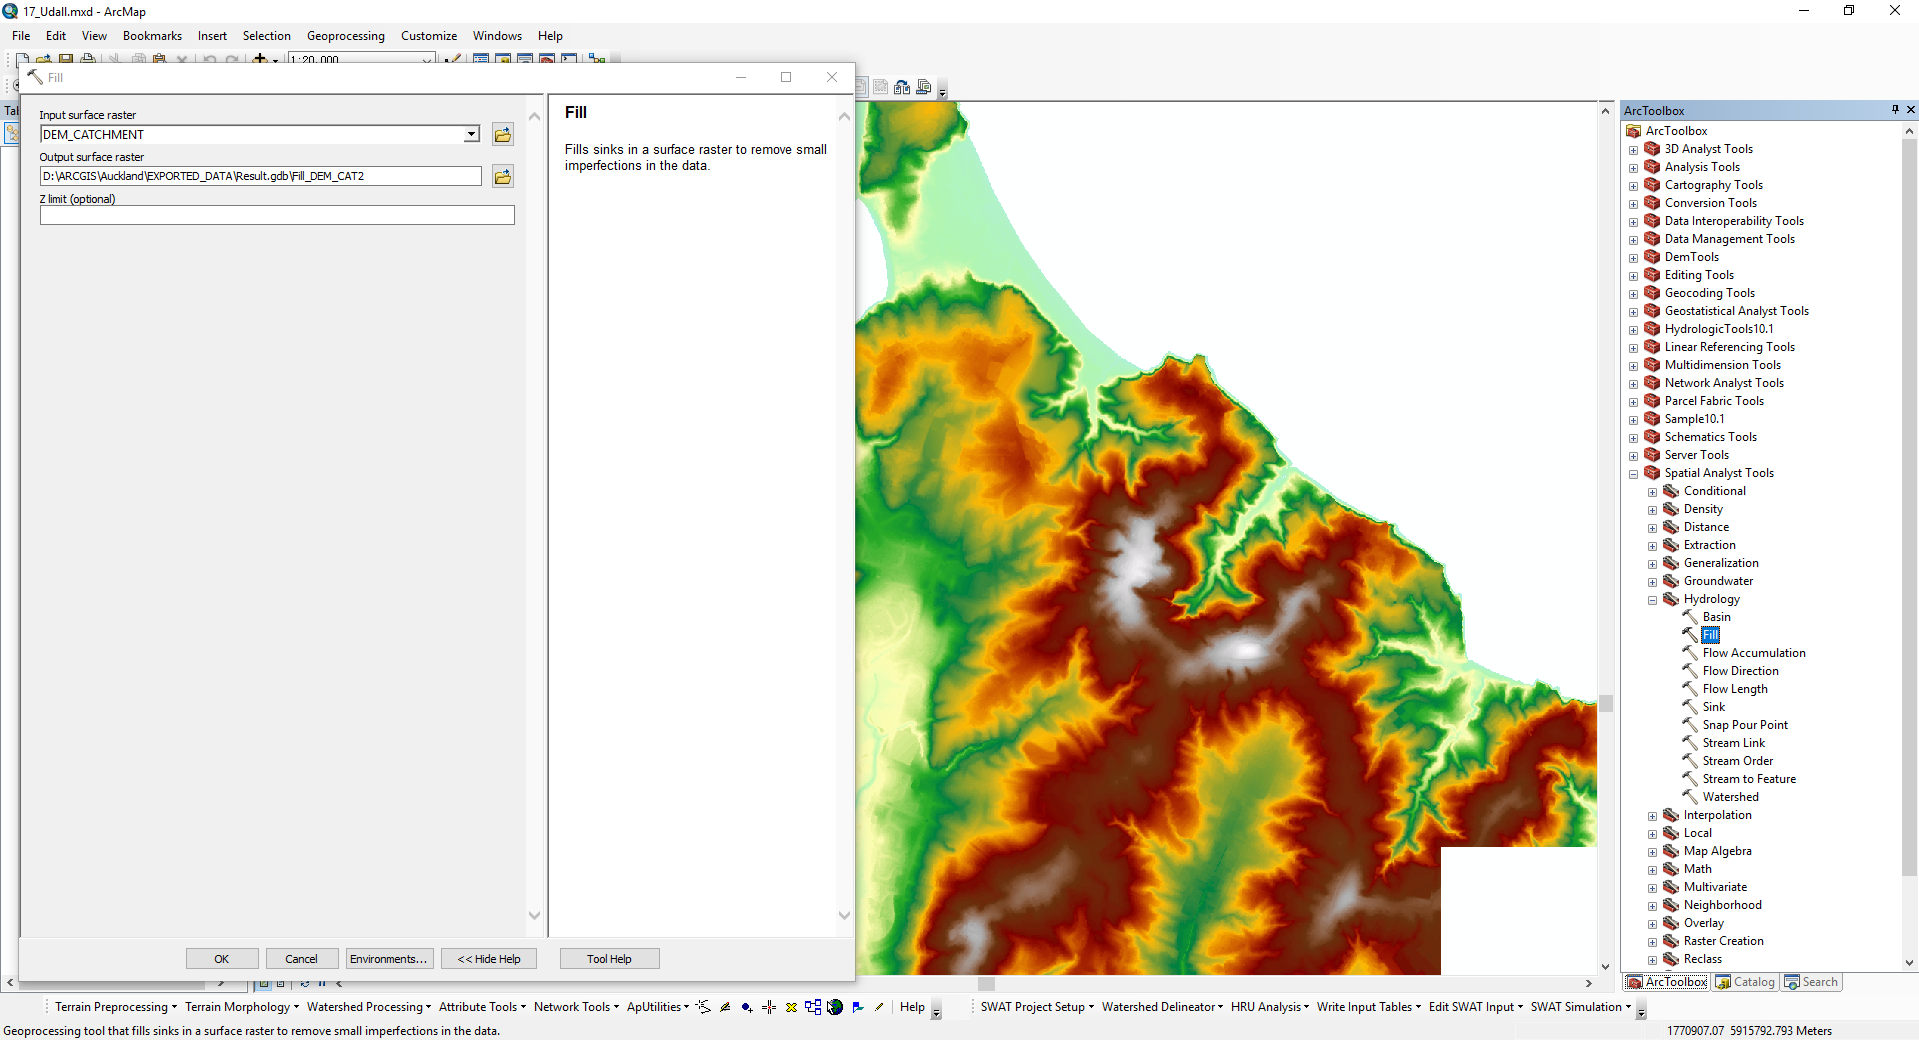 17_Udall.mxd - ArcMap
File Edit View Bookmarks Insert Selection Geoprocessing Customize Windows Help
1:20,000
Fill
Input surface raster
DEM_CATCHMENT
Output surface raster
D:\ARCGIS\Auckland\EXPORTED_DATA\Result.gdb\Fill_DEM_CAT2
Z limit (optional)
Fill
Fills sinks in a surface raster to remove small
imperfections in the data.
OK Cancel Environments... << Hide Help Tool Help
ArcToolbox
ArcToolbox
3D Analyst Tools
Analysis Tools
Cartography Tools
Conversion Tools
Data Interoperability Tools
Data Management Tools
DemTools
Editing Tools
Geocoding Tools
Geostatistical Analyst Tools
HydrologicTools10.1
Linear Referencing Tools
Multidimension Tools
Network Analyst Tools
Parcel Fabric Tools
Sample10.1
Schematics Tools
Server Tools
Spatial Analyst Tools
Conditional
Density
Distance
Extraction
Generalization
Groundwater
Hydrology
Basin
Fill
Flow Accumulation
Flow Direction
Flow Length
Sink
Snap Pour Point
Stream Link
Stream Order
Stream to Feature
Watershed
Interpolation
Local
Map Algebra
Math
Multivariate
Neighborhood
Overlay
Raster Creation
Reclass
ArcToolbox Catalog Search
Terrain Preprocessing Terrain Morphology Watershed Processing Attribute Tools Network Tools ApUtilities Help SWAT Project Setup Watershed Delineator HRU Analysis Write Input Tables Edit SWAT Input SWAT Simulation
Geoprocessing tool that fills sinks in a surface raster to remove small imperfections in the data.
1770907.07 5915792.793 Meters